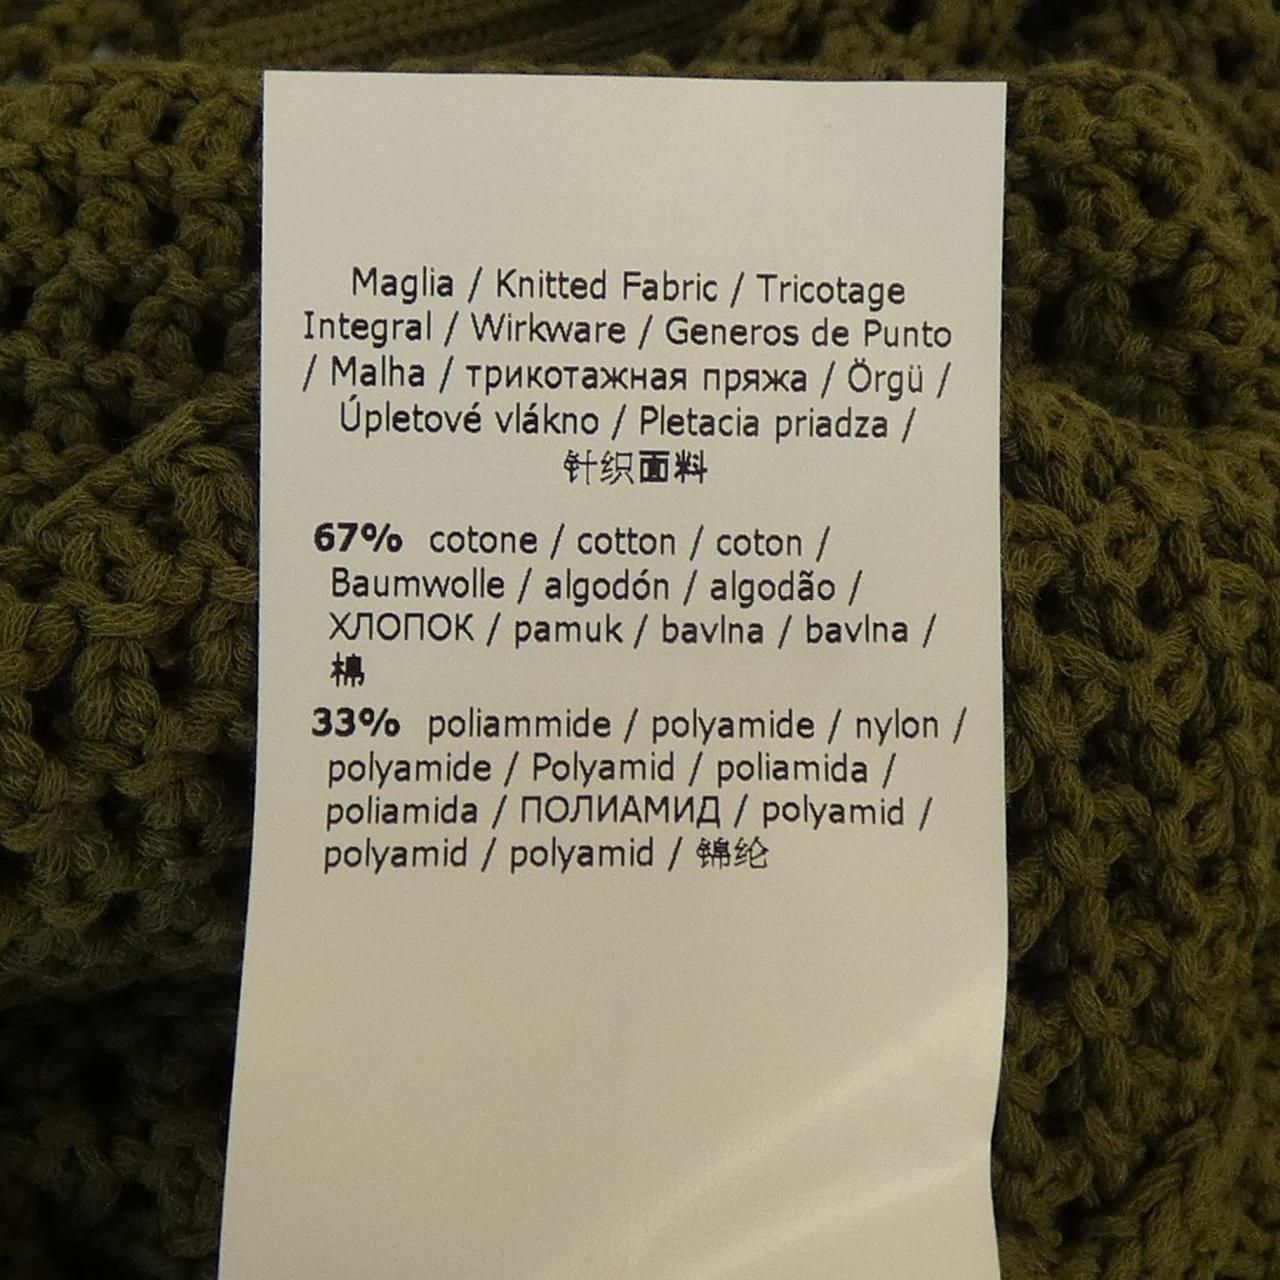 Maglia / Knitted Fabric / Tricotage
Integral / Wirkware / Generos de Punto
/ Malha / трикотажная пряжа / Örgü /
Úpletové vlákno / Pletacia priadza /
针织面料
67% cotone / cotton / coton /
Baumwolle / algodón / algodão /
ХЛОПОК / pamuk / bavlna / bavlna /
棉
33% poliammide / polyamide / nylon /
polyamide / Polyamid / poliamida /
poliamida / ПОЛИАМИД / polyamid /
polyamid / polyamid / 锦纶